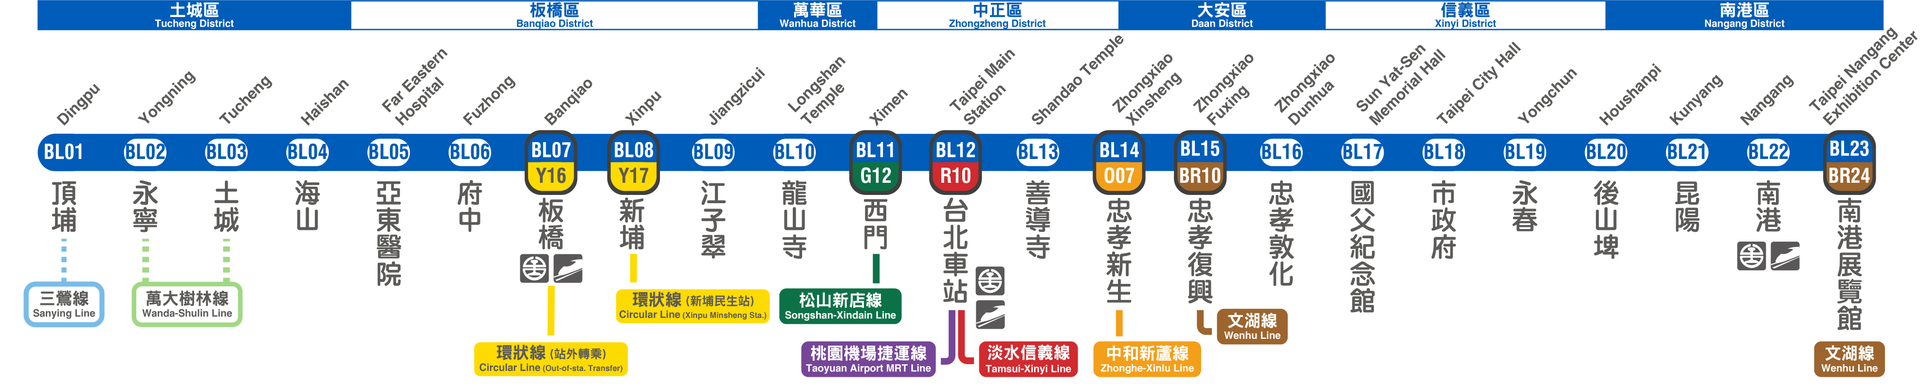 土城區
Tucheng District
板橋區
Banqiao District
萬華區
Wanhua District
中正區
Zhongzheng District
大安區
Daan District
信義區
Xinyi District
南港區
Nangang District
Dingpu
Yongning
Tucheng
Haishan
Far Eastern
Hospital
Fuzhong
Banqiao
Xinpu
Jiangzicui
Longshan
Temple
Ximen
Taipei Main
Station
Shandao Temple
Zhongxiao
Xinsheng
Zhongxiao
Fuxing
Zhongxiao
Dunhua
Sun Yat-Sen
Memorial Hall
Taipei City Hall
Yongchun
Houshanpi
Kunyang
Nangang
Taipei Nangang
Exhibition Center
BL01
BL02
BL03
BL04
BL05
BL06
BL07
Y16
BL08
Y17
BL09
BL10
BL11
G12
BL12
R10
BL13
BL14
O07
BL15
BR10
BL16
BL17
BL18
BL19
BL20
BL21
BL22
BL23
BR24
頂埔
永寧
土城
海山
亞東醫院
府中
板橋
新埔
江子翠
龍山寺
西門
台北車站
善導寺
忠孝新生
忠孝復興
忠孝敦化
國父紀念館
市政府
永春
後山埤
昆陽
南港
南港展覽館
三鶯線
Sanying Line
萬大樹林線
Wanda-Shulin Line
環狀線 (站外轉乘)
Circular Line (Out-of-sta. Transfer)
環狀線 (新埔民生站)
Circular Line (Xinpu Minsheng Sta.)
松山新店線
Songshan-Xindain Line
桃園機場捷運線
Taoyuan Airport MRT Line
淡水信義線
Tamsui-Xinyi Line
中和新蘆線
Zhonghe-Xinlu Line
文湖線
Wenhu Line
文湖線
Wenhu Line